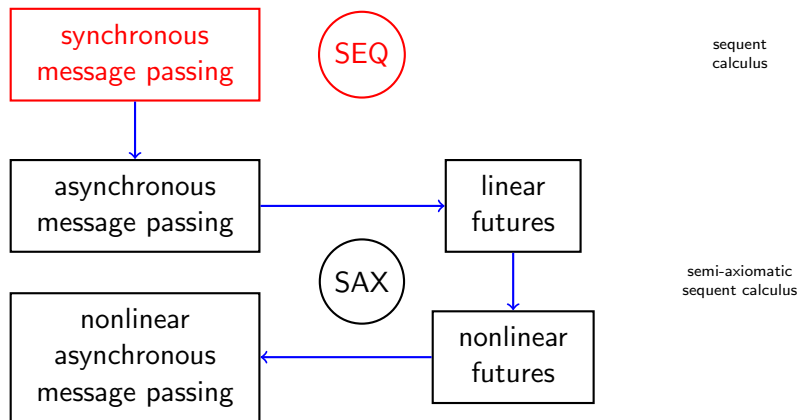 synchronous
message passing
SEQ
sequent
calculus
asynchronous
message passing
linear
futures
SAX
semi-axiomatic
sequent calculus
nonlinear
asynchronous
message passing
nonlinear
futures